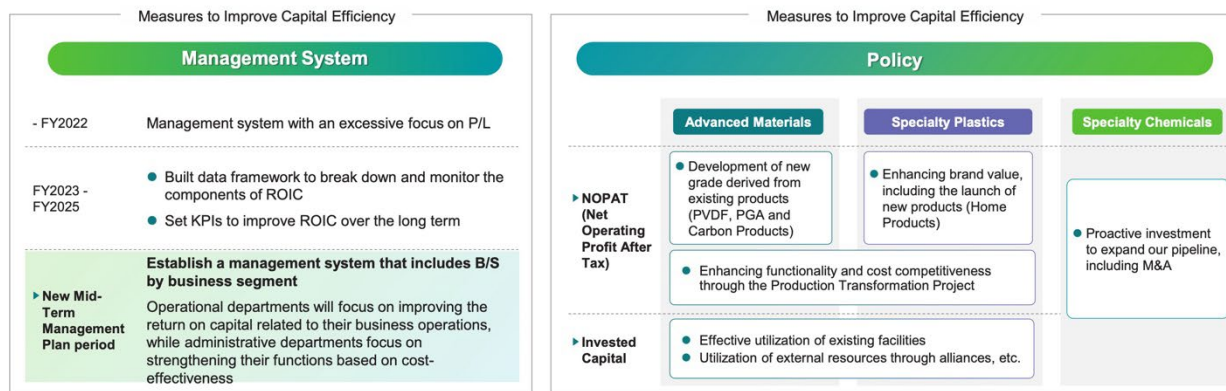 Measures to Improve Capital Efficiency
Management System
- FY2022
Management system with an excessive focus on P/L
FY2023 -
FY2025
Built data framework to break down and monitor the
components of ROIC
Set KPIs to improve ROIC over the long term
New Mid-
Term
Management
Plan period
Establish a management system that includes B/S
by business segment
Operational departments will focus on improving the
return on capital related to their business operations,
while administrative departments focus on
strengthening their functions based on cost-
effectiveness
Measures to Improve Capital Efficiency
Policy
Advanced Materials
Specialty Plastics
Specialty Chemicals
NOPAT
(Net
Operating
Profit After
Tax)
Development of new
grade derived from
existing products
(PVDF, PGA and
Carbon Products)
Enhancing brand value,
including the launch of
new products (Home
Products)
Proactive investment
to expand our pipeline,
including M&A
Enhancing functionality and cost competitiveness
through the Production Transformation Project
Invested
Capital
Effective utilization of existing facilities
Utilization of external resources through alliances, etc.